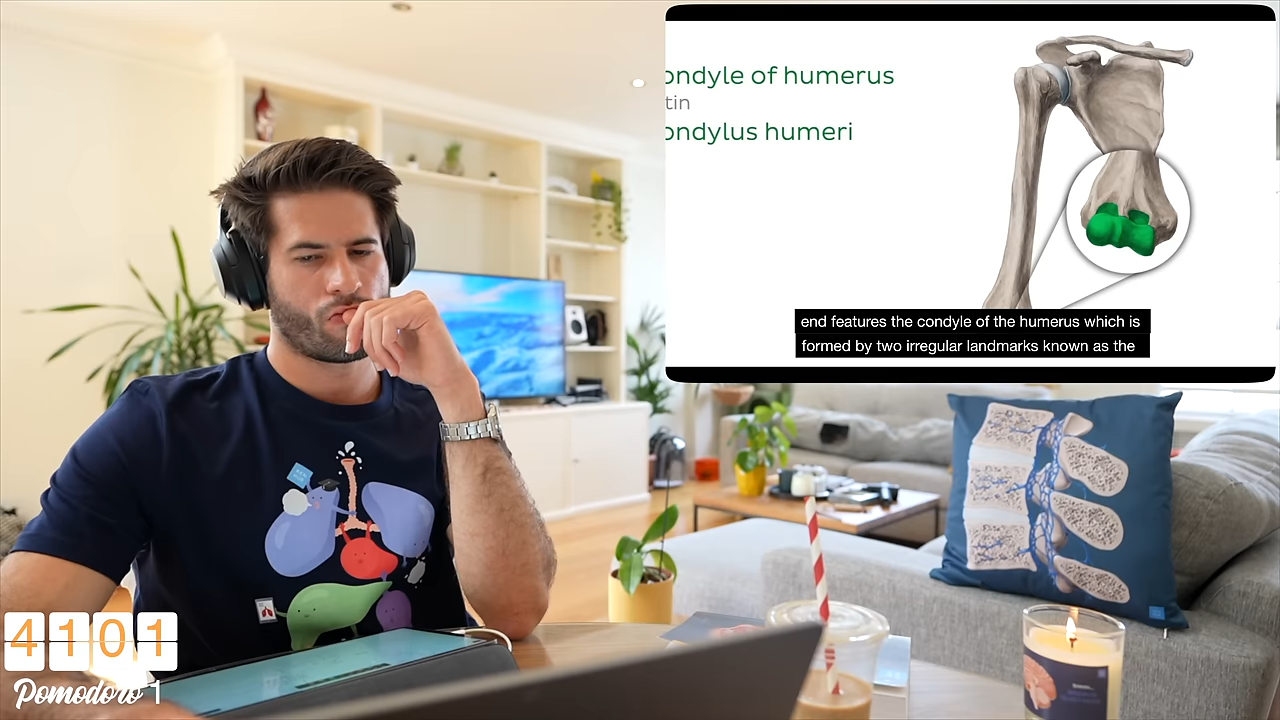 ondyle of humerus
tin
ondylus humeri
end features the condyle of the humerus which is
formed by two irregular landmarks known as the
4101
Pomodoro 1